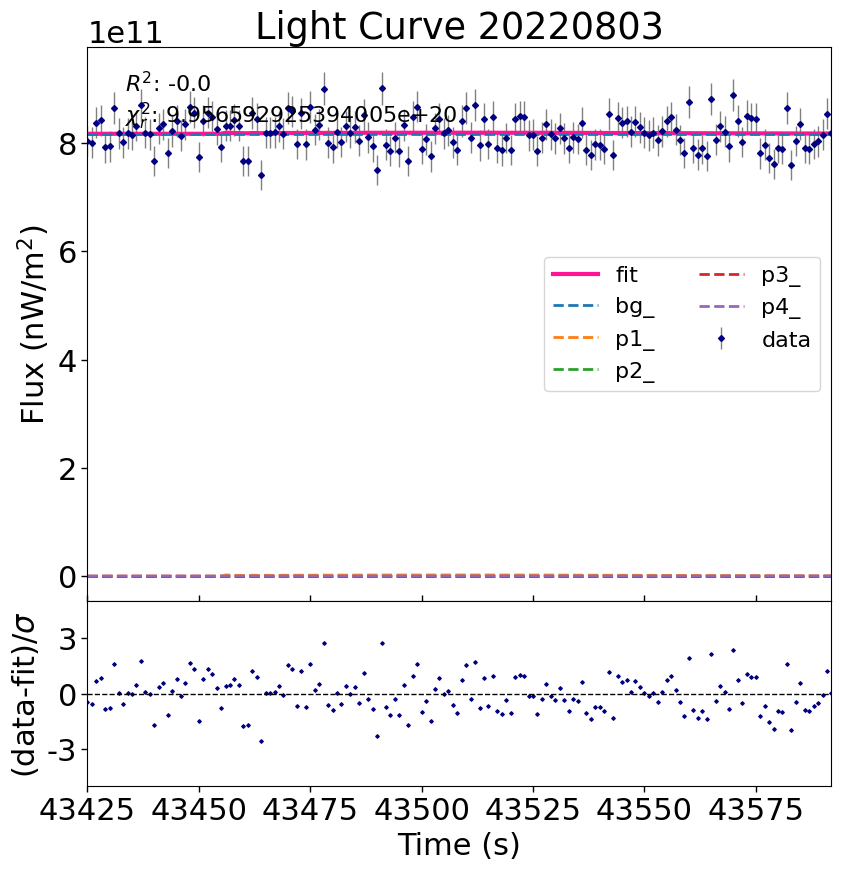 Light Curve 20220803
1e11
R²: -0.0
χ²ᵣ: 9.956592925394005e+20
8
6
4
2
0
Flux (nW/m²)
fit
bg_
p1_
p2_
p3_
p4_
data
3
0
-3
(data-fit)/σ
43425 43450 43475 43500 43525 43550 43575
Time (s)